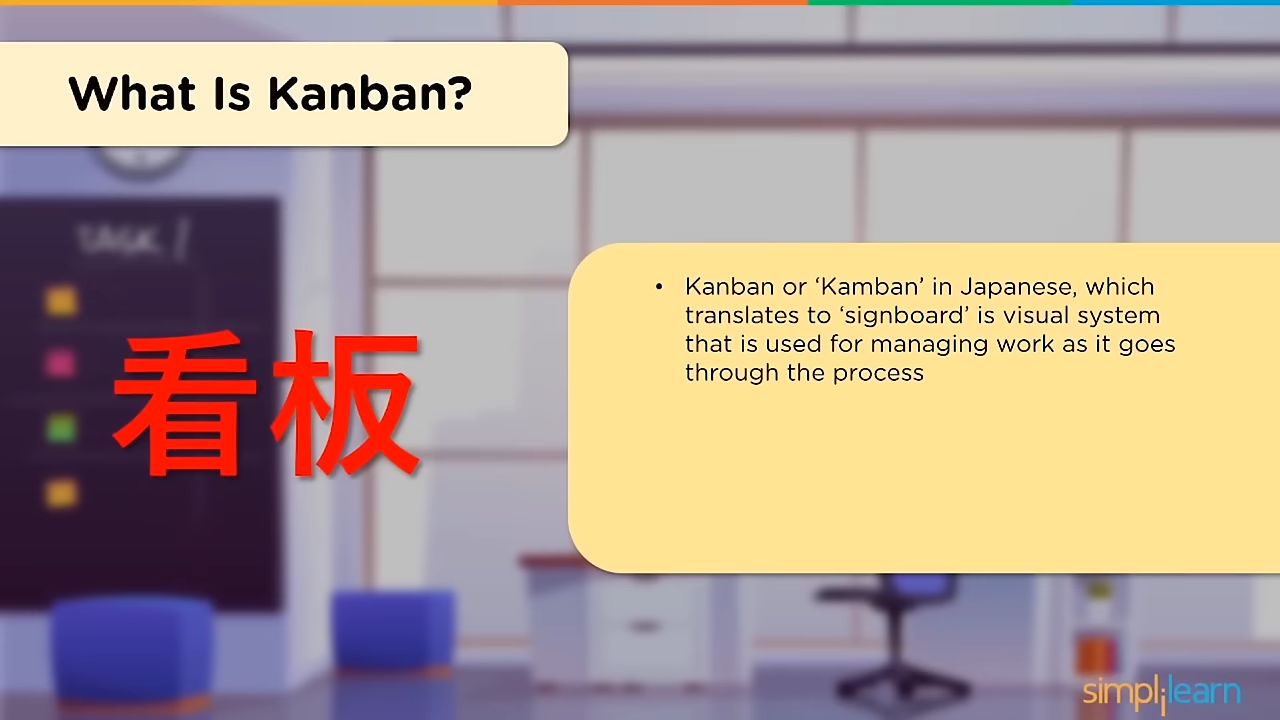 What Is Kanban?
TASK
看板
• Kanban or ‘Kamban’ in Japanese, which
translates to ‘signboard’ is visual system
that is used for managing work as it goes
through the process
simplilearn